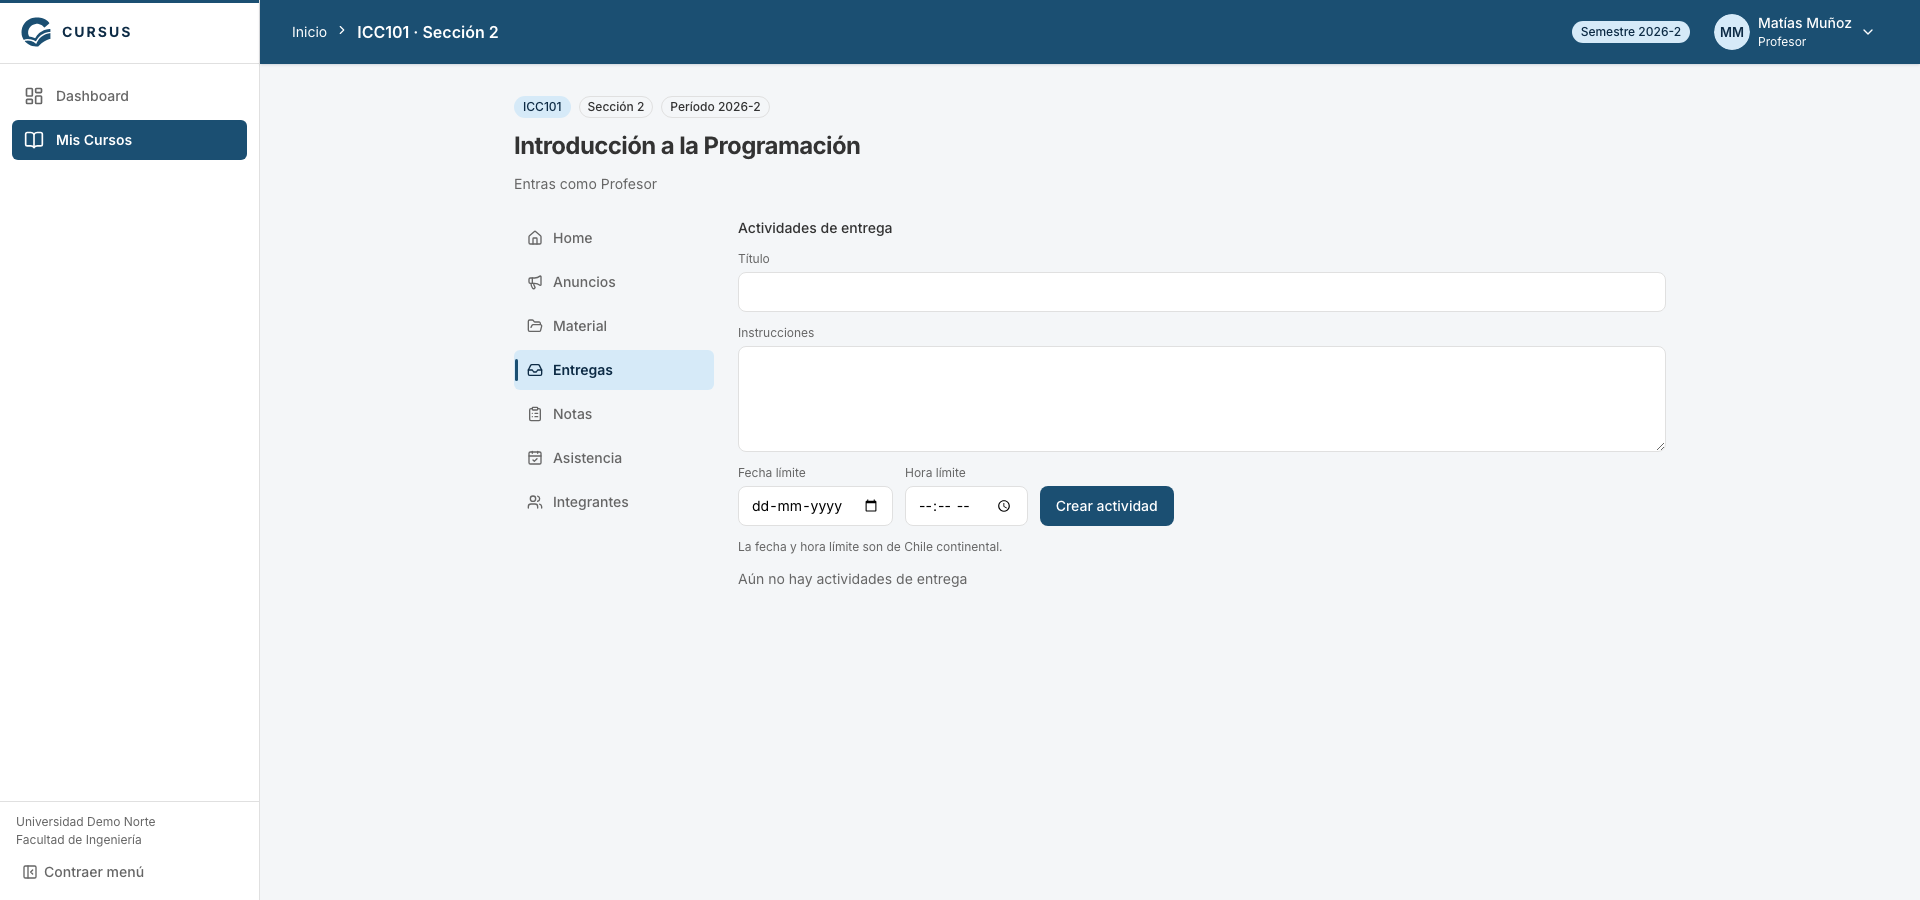 CURSUS
Inicio
ICC101 · Sección 2
Semestre 2026-2
MM
Matías Muñoz
Profesor
Dashboard
Mis Cursos
ICC101
Sección 2
Período 2026-2
Introducción a la Programación
Entras como Profesor
Home
Anuncios
Material
Entregas
Notas
Asistencia
Integrantes
Actividades de entrega
Título
Instrucciones
Fecha límite
Hora límite
dd-mm-yyyy
--:-- --
Crear actividad
La fecha y hora límite son de Chile continental.
Aún no hay actividades de entrega
Universidad Demo Norte
Facultad de Ingeniería
Contraer menú